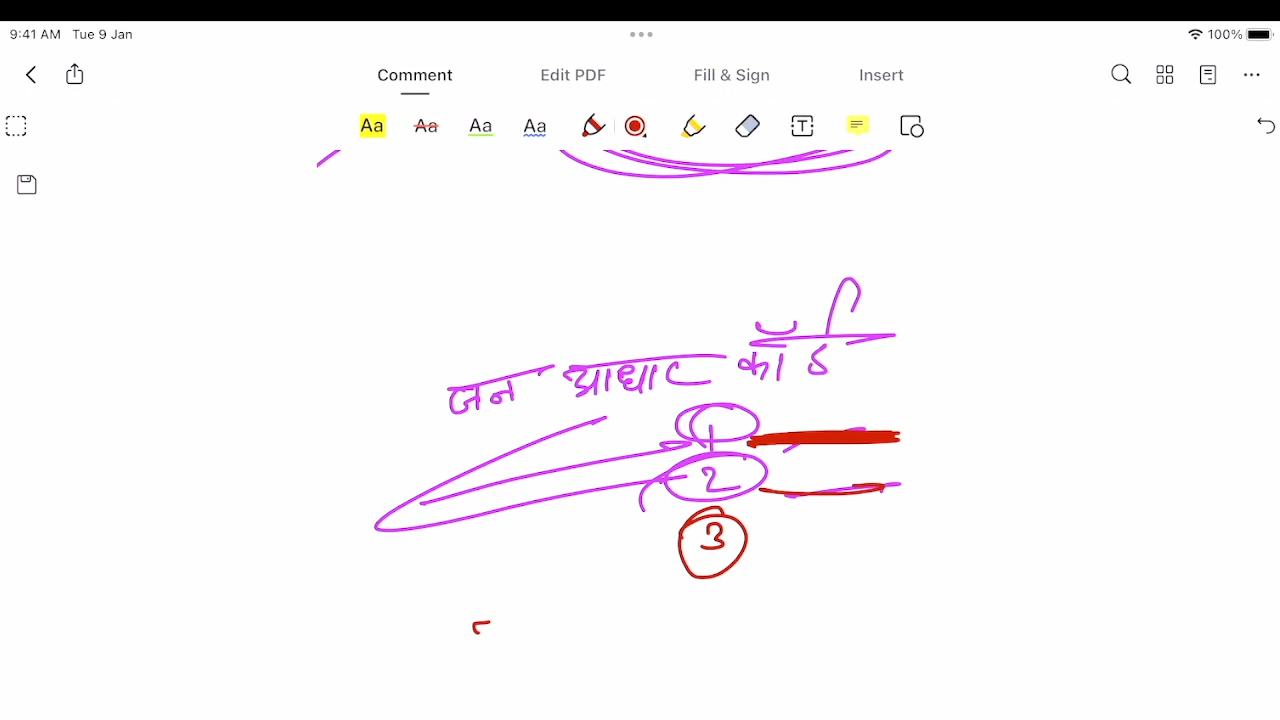 9:41 AM Tue 9 Jan 100%
Comment Edit PDF Fill & Sign Insert
Aa Aa Aa Aa T
जन आधार कार्ड
1
2
3